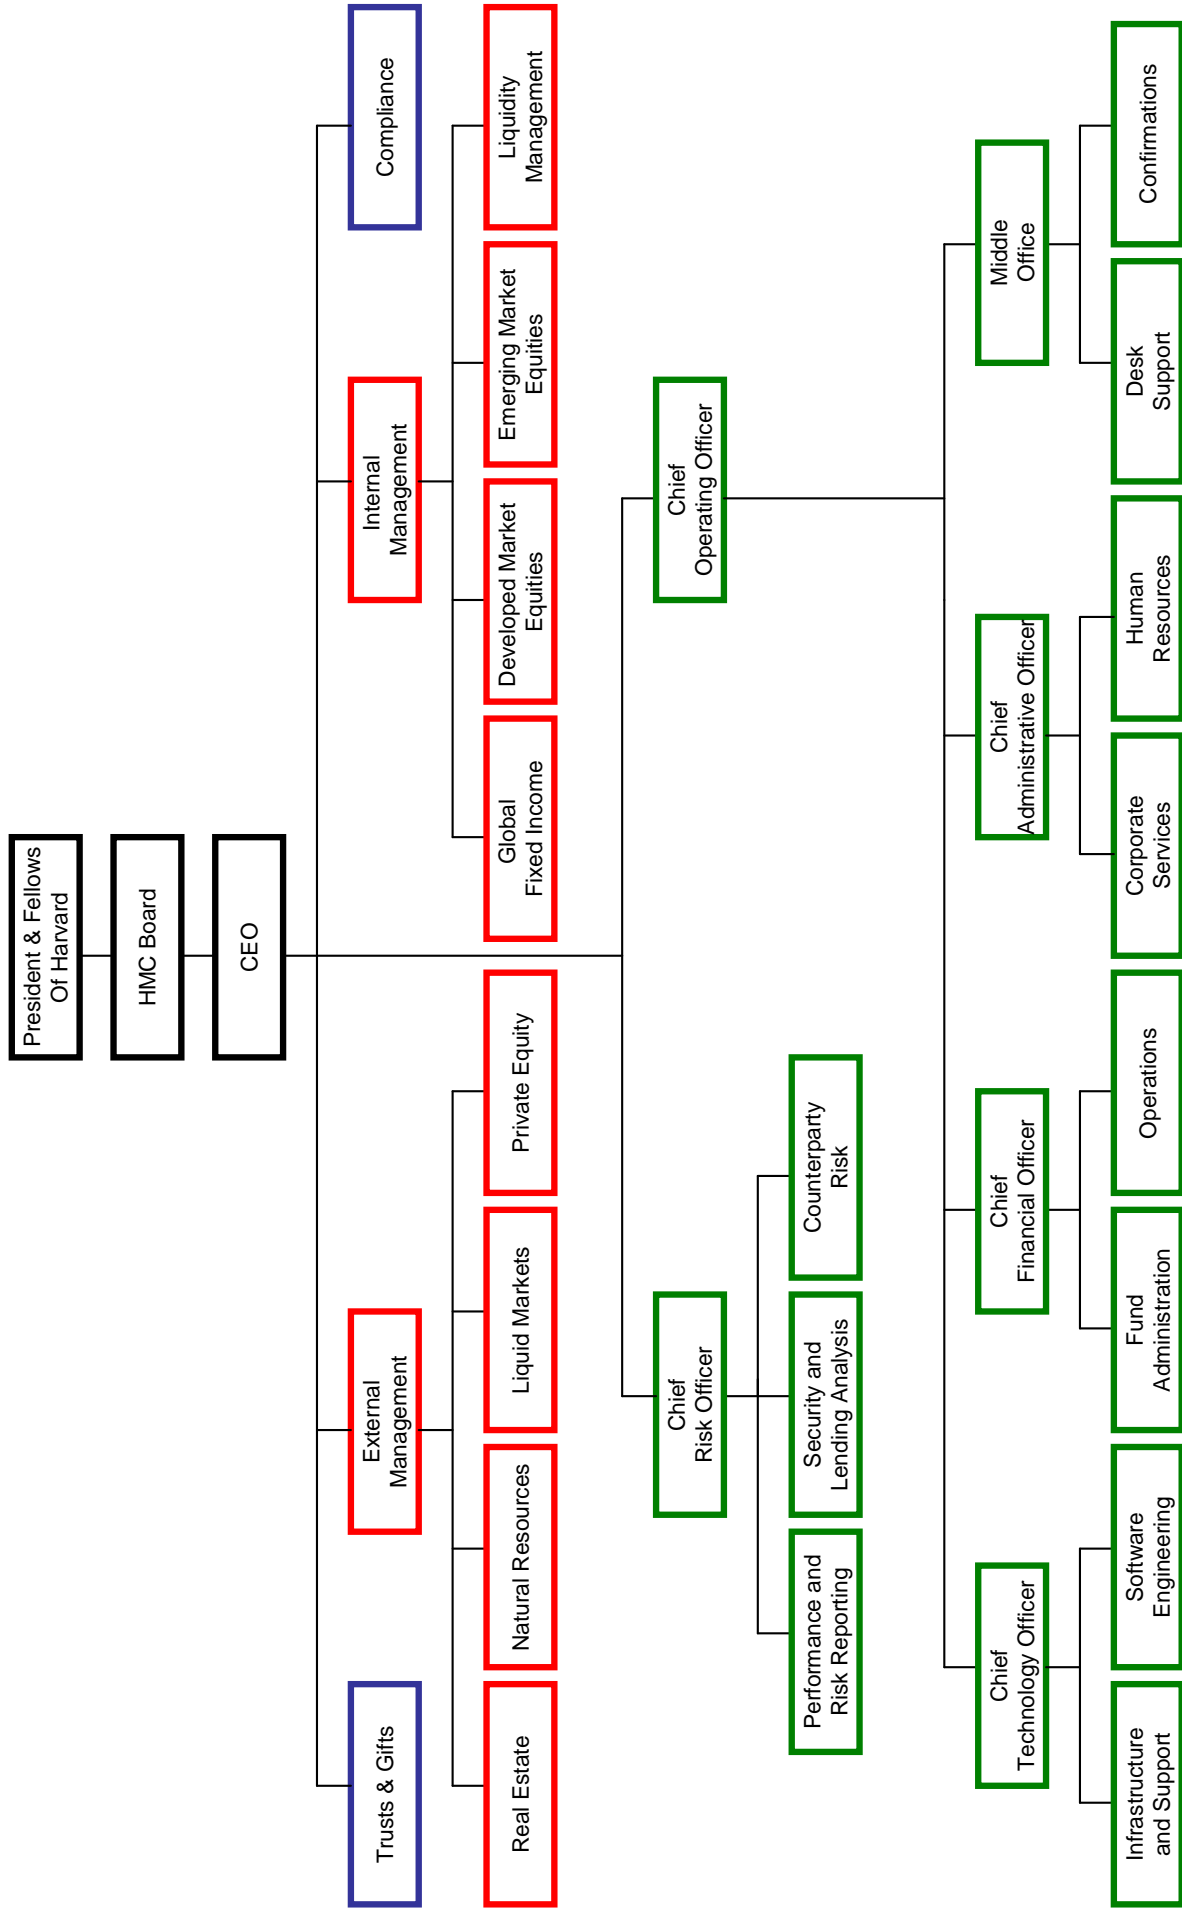 President & Fellows
Of Harvard
HMC Board
CEO
Trusts & Gifts
External
Management
Internal
Management
Compliance
Real Estate
Natural Resources
Liquid Markets
Private Equity
Global
Fixed Income
Developed Market
Equities
Emerging Market
Equities
Liquidity
Management
Chief
Risk Officer
Chief
Operating Officer
Performance and
Risk Reporting
Security and
Lending Analysis
Counterparty
Risk
Chief
Technology Officer
Chief
Financial Officer
Chief
Administrative Officer
Middle
Office
Infrastructure
and Support
Software
Engineering
Fund
Administration
Operations
Corporate
Services
Human
Resources
Desk
Support
Confirmations